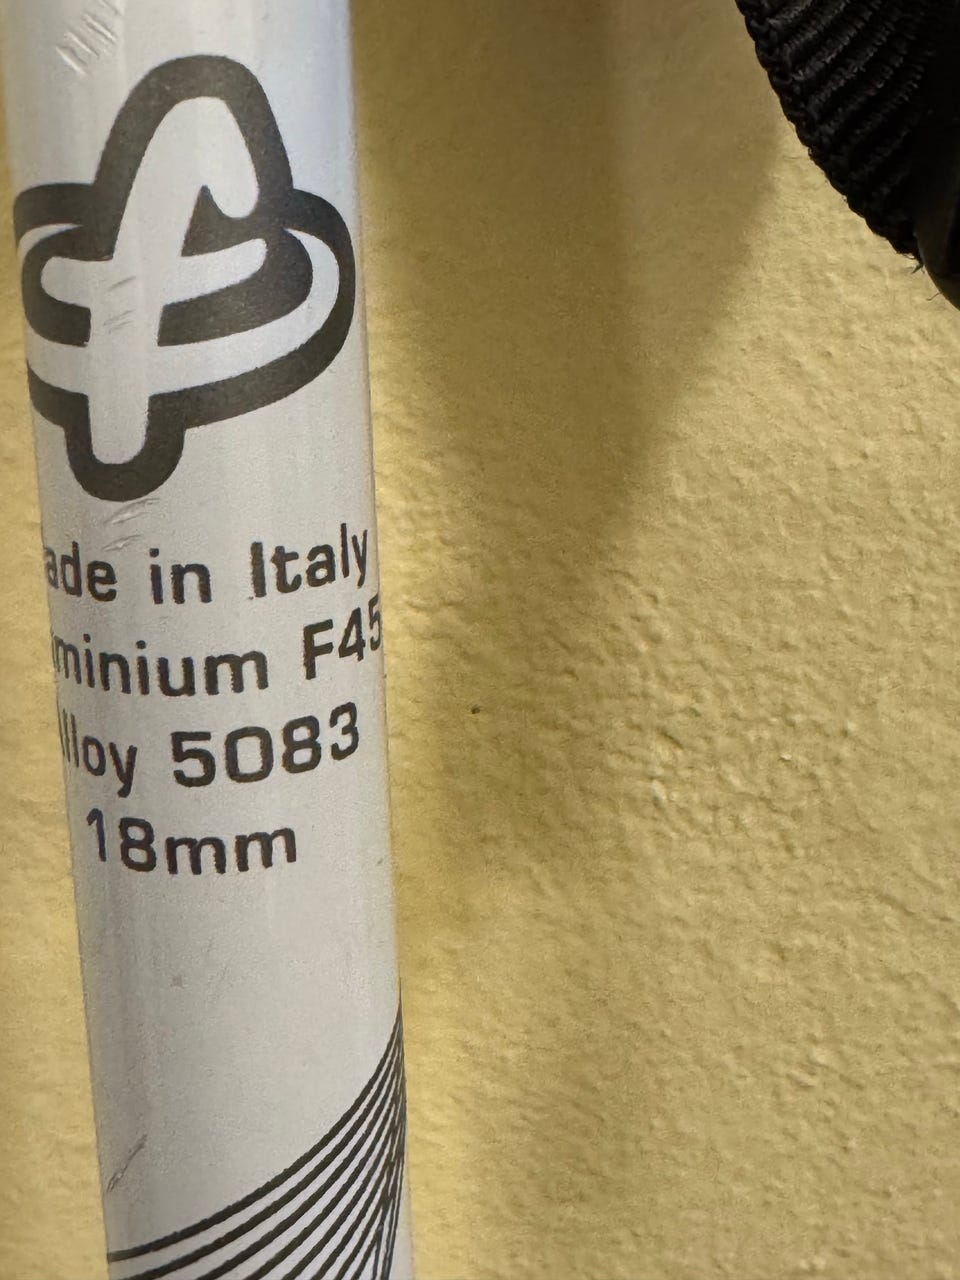 ade in Italy
minium F45
lloy 5083
18mm